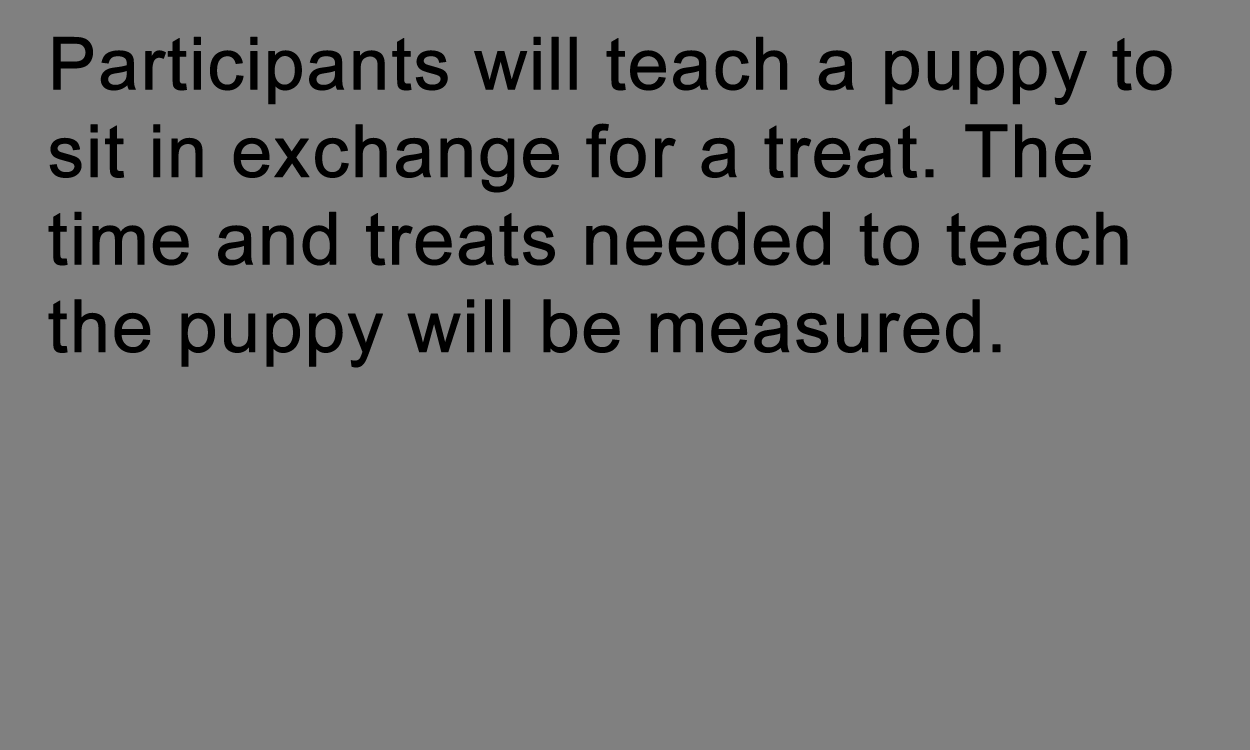 Participants will teach a puppy to
sit in exchange for a treat. The
time and treats needed to teach
the puppy will be measured.